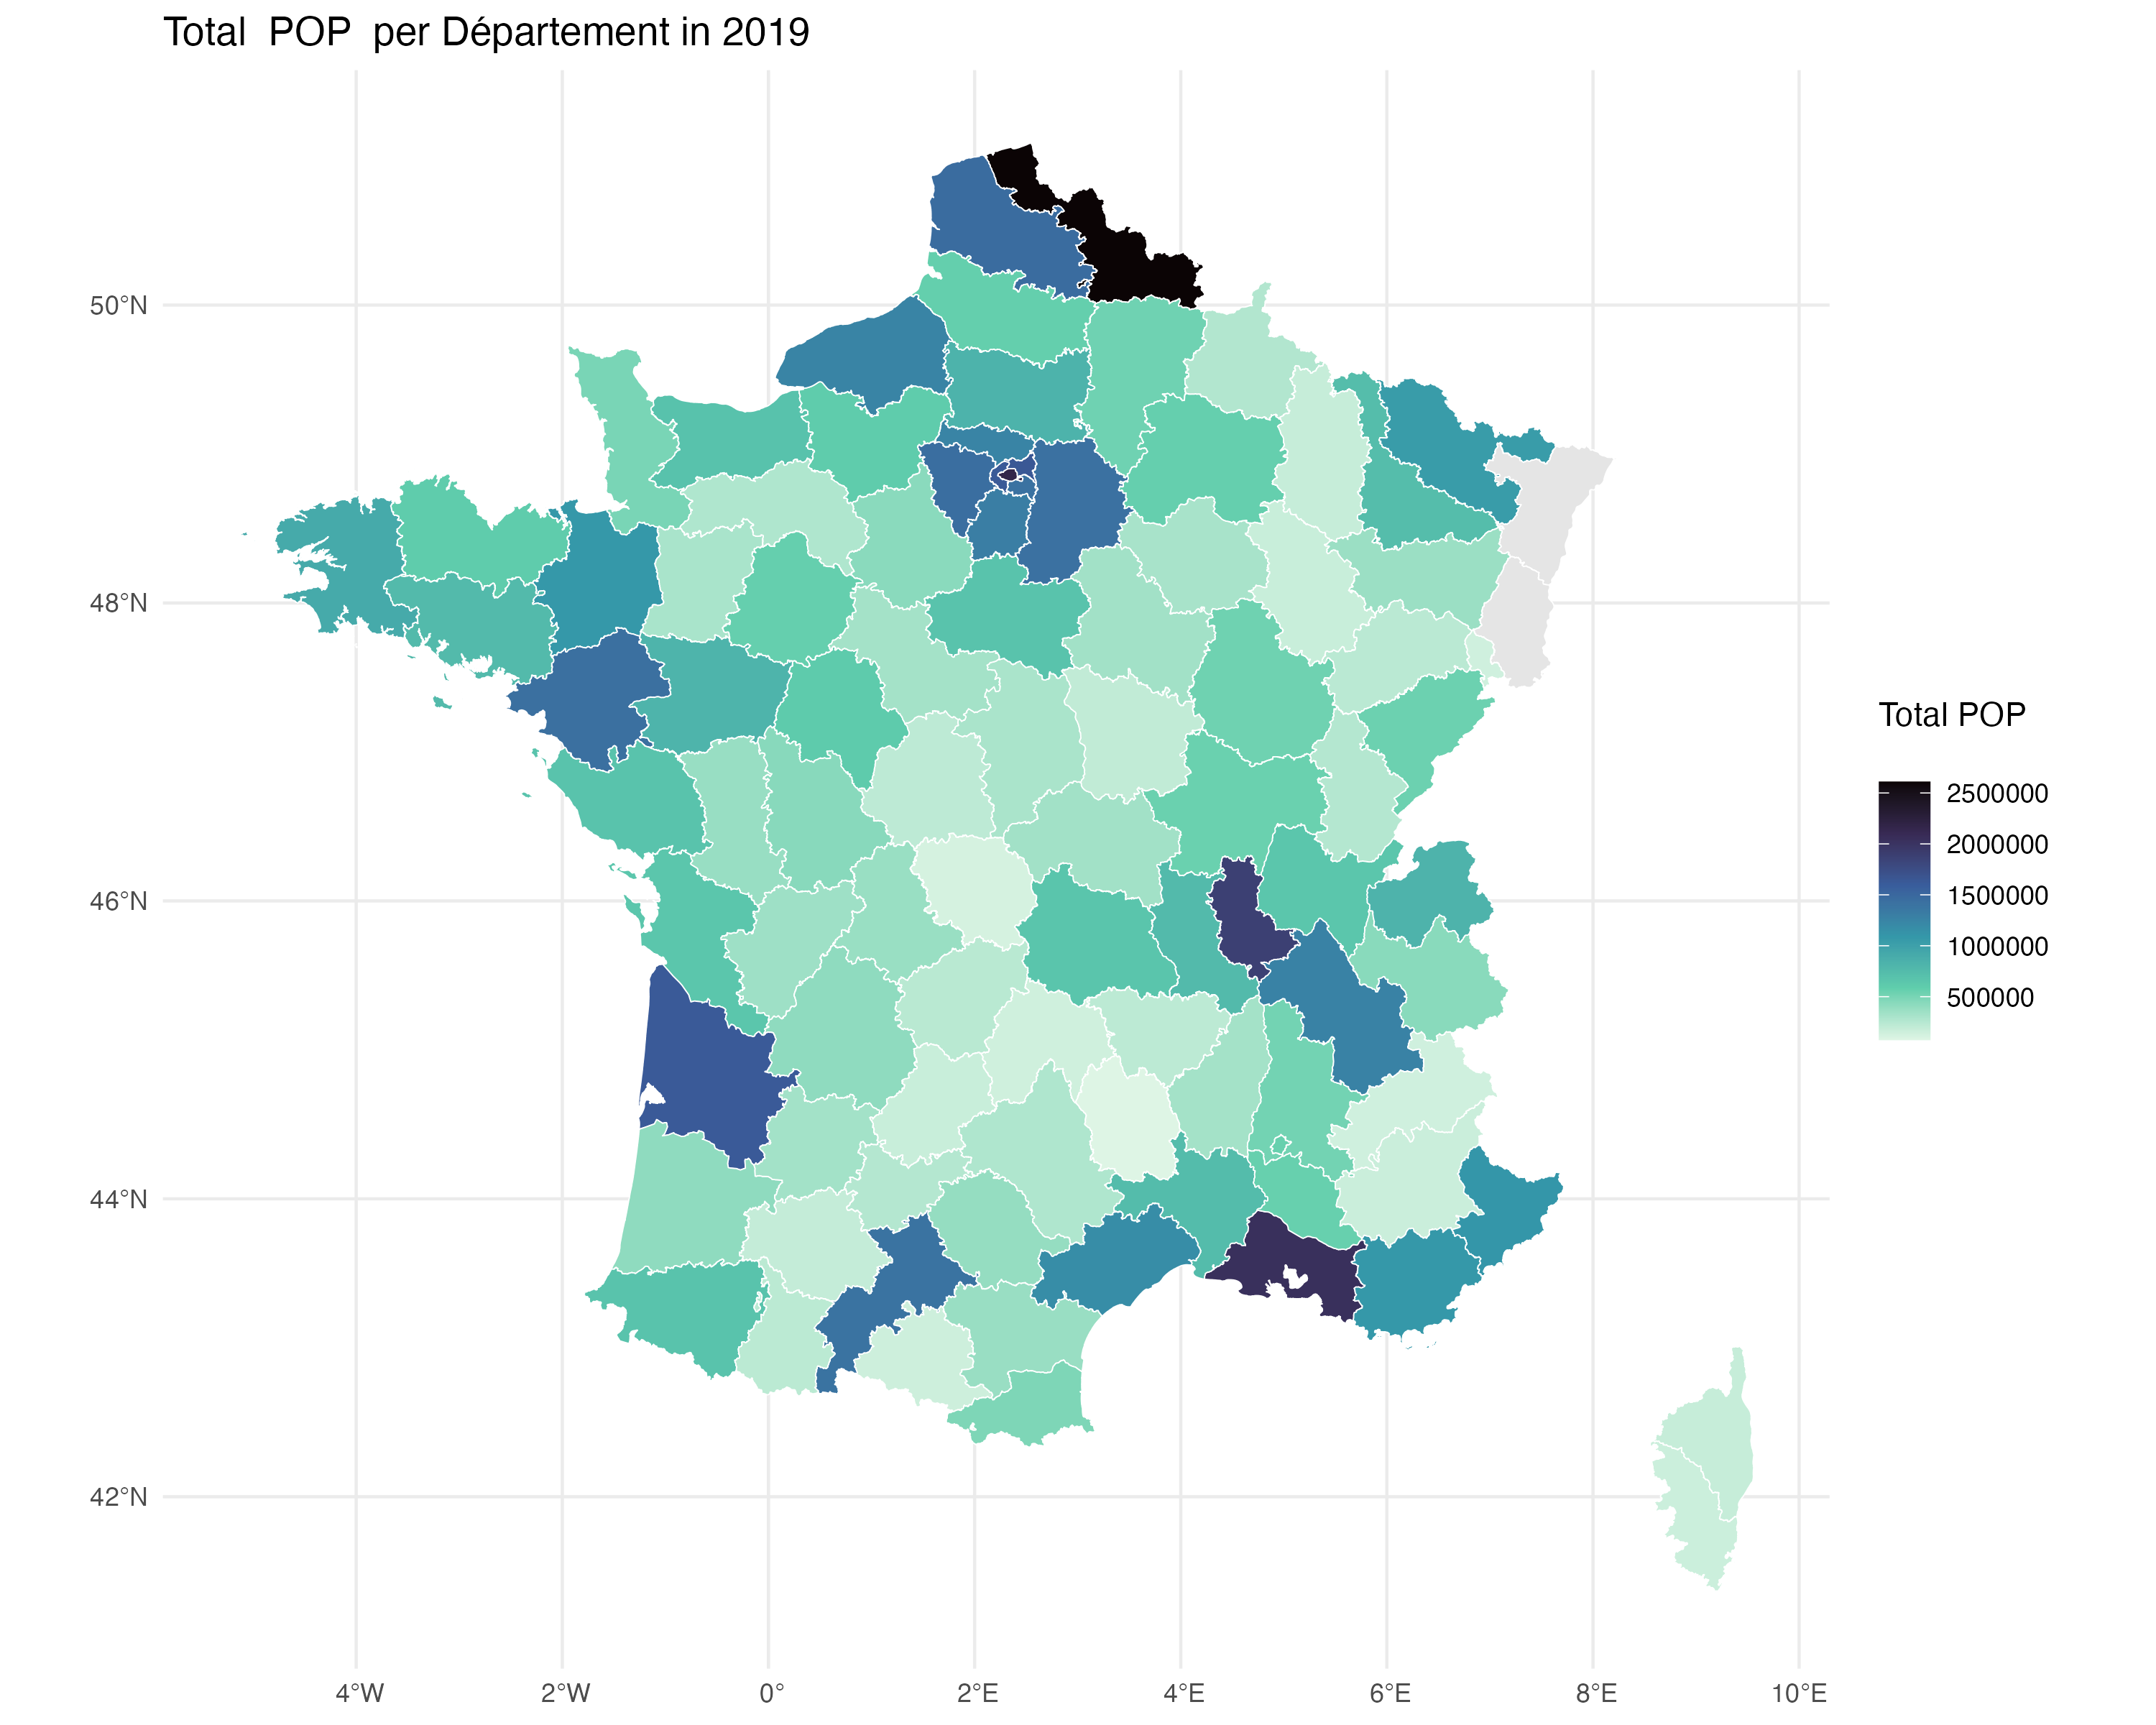 Total  POP  per Département in 2019
50°N
48°N
46°N
44°N
42°N
4°W
2°W
0°
2°E
4°E
6°E
8°E
10°E
Total POP
2500000
2000000
1500000
1000000
500000